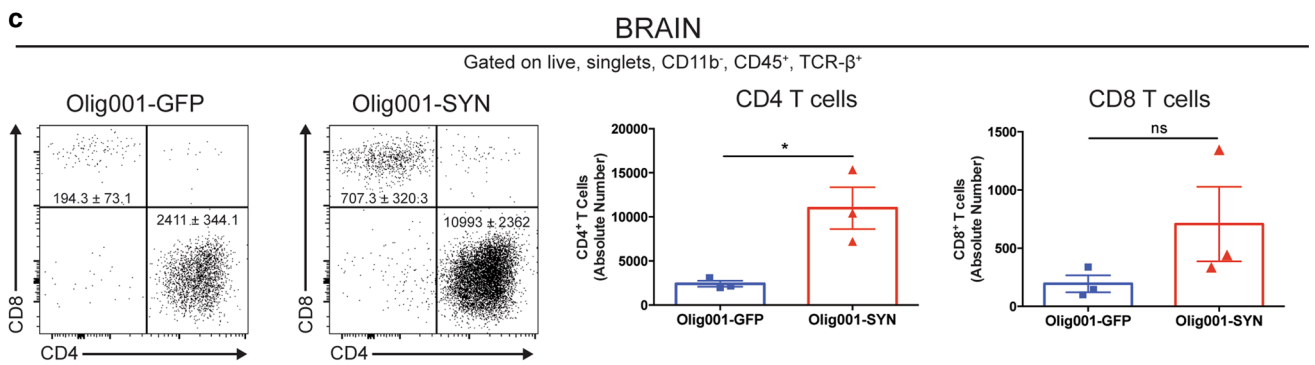 c
BRAIN
Gated on live, singlets, CD11b⁻, CD45⁺, TCR-β⁺
Olig001-GFP
CD8
194.3 ± 73.1
2411 ± 344.1
CD4
Olig001-SYN
CD8
707.3 ± 320.3
10993 ± 2362
CD4
CD4 T cells
CD4⁺ T Cells
(Absolute Number)
20000
15000
10000
5000
0
*
Olig001-GFP
Olig001-SYN
CD8 T cells
CD8⁺ T Cells
(Absolute Number)
1500
1000
500
0
ns
Olig001-GFP
Olig001-SYN